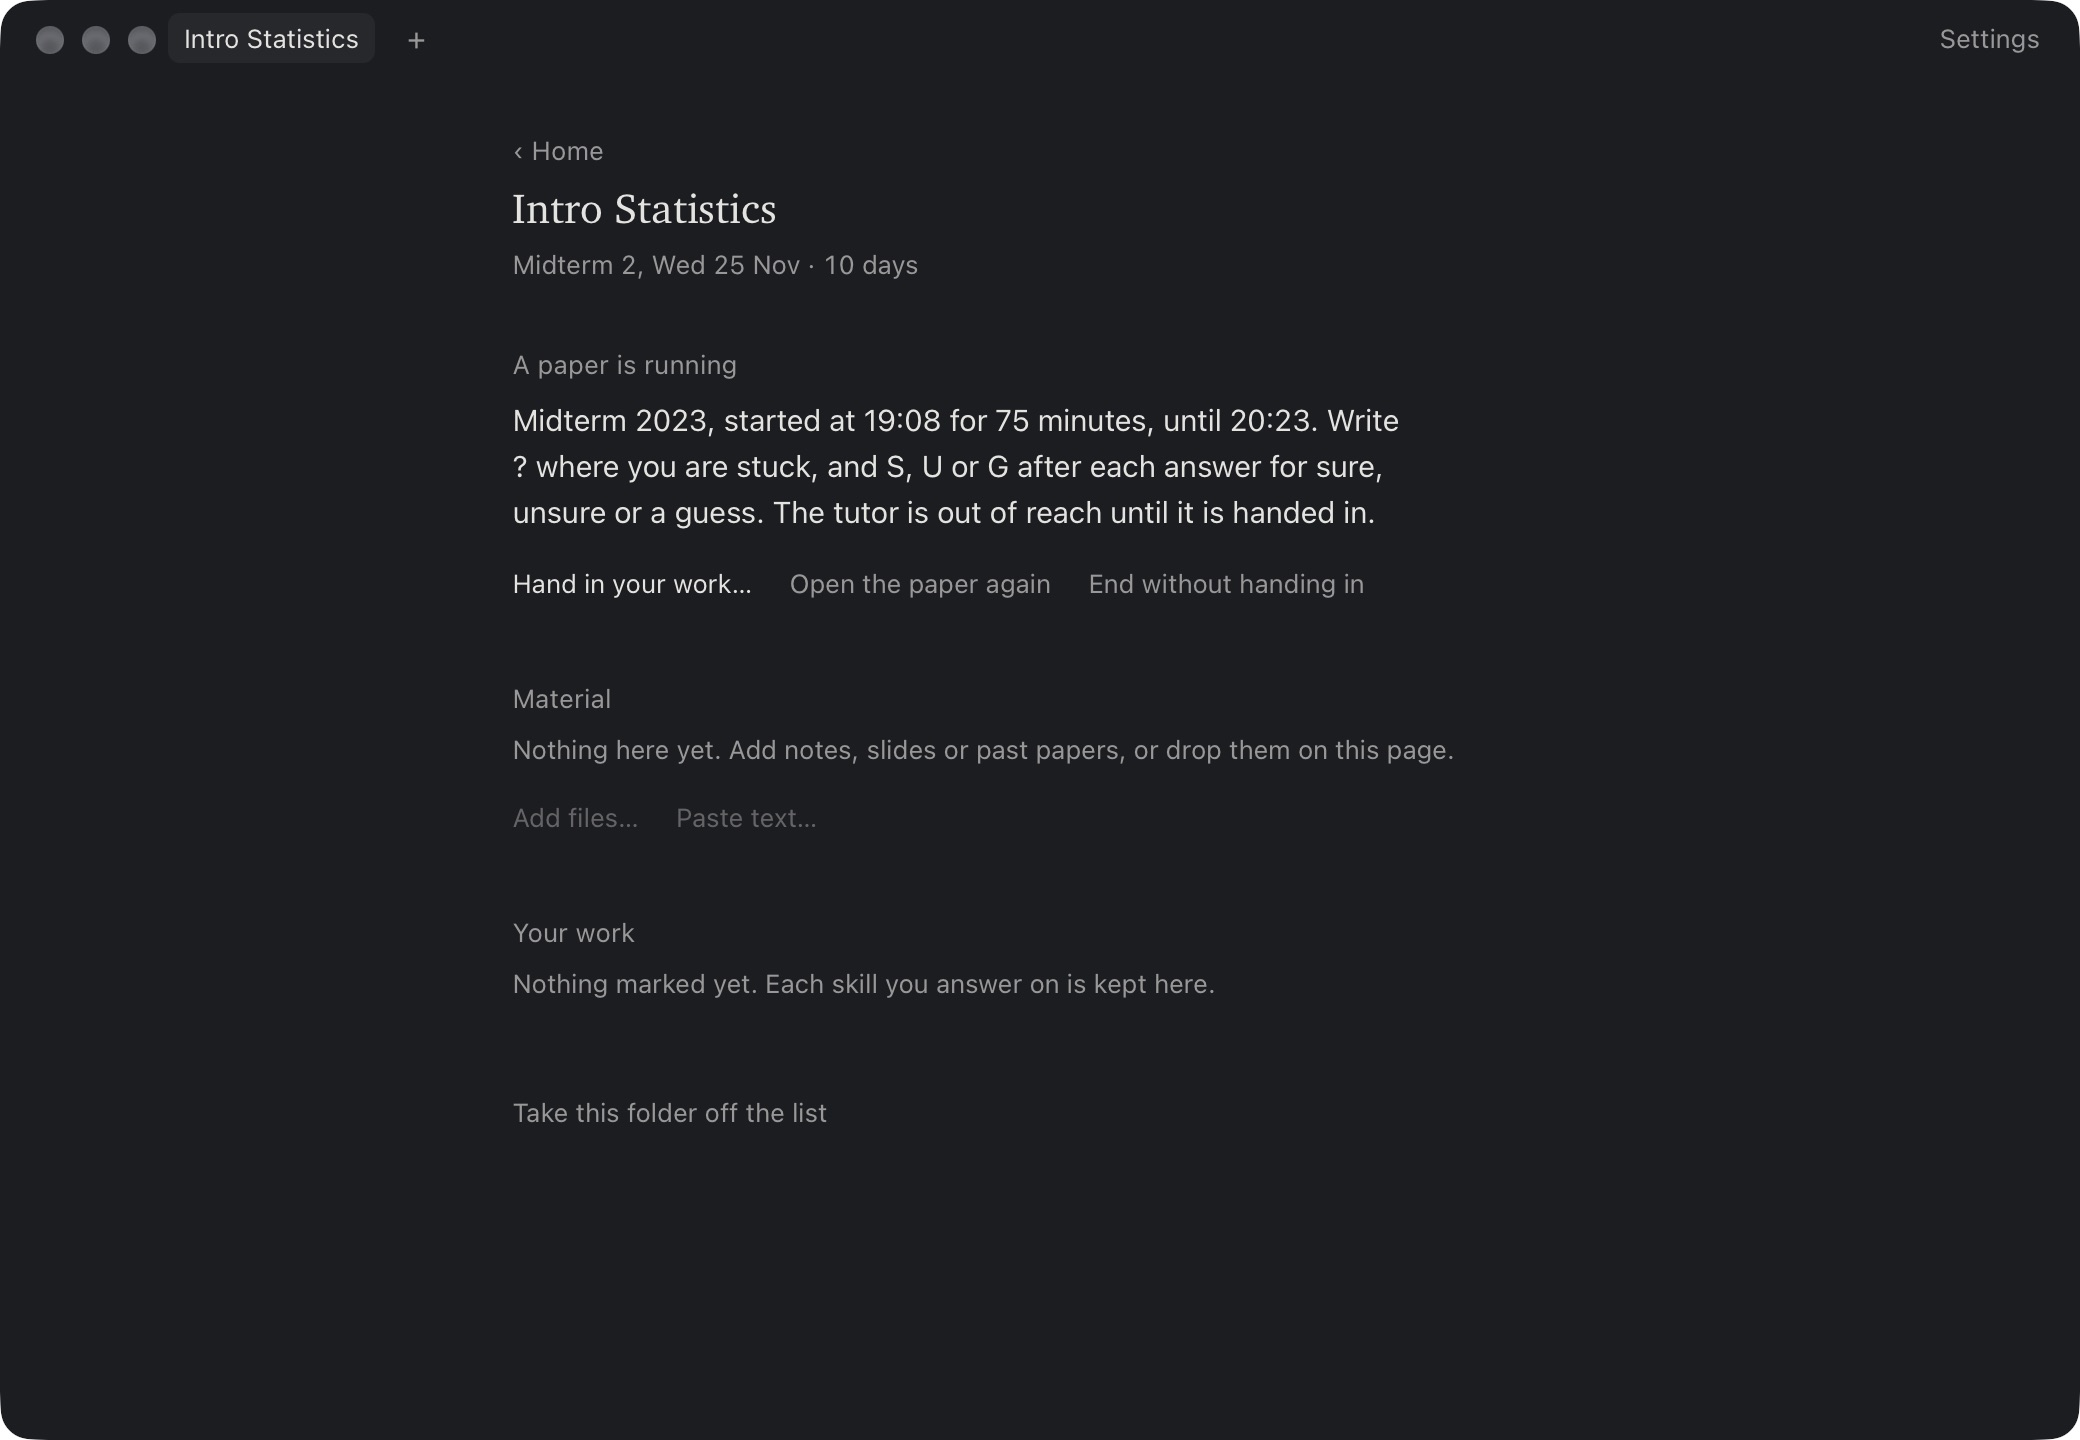 Intro Statistics
+
Settings
‹ Home
Intro Statistics
Midterm 2, Wed 25 Nov · 10 days
A paper is running
Midterm 2023, started at 19:08 for 75 minutes, until 20:23. Write
? where you are stuck, and S, U or G after each answer for sure,
unsure or a guess. The tutor is out of reach until it is handed in.
Hand in your work... Open the paper again End without handing in
Material
Nothing here yet. Add notes, slides or past papers, or drop them on this page.
Add files... Paste text...
Your work
Nothing marked yet. Each skill you answer on is kept here.
Take this folder off the list